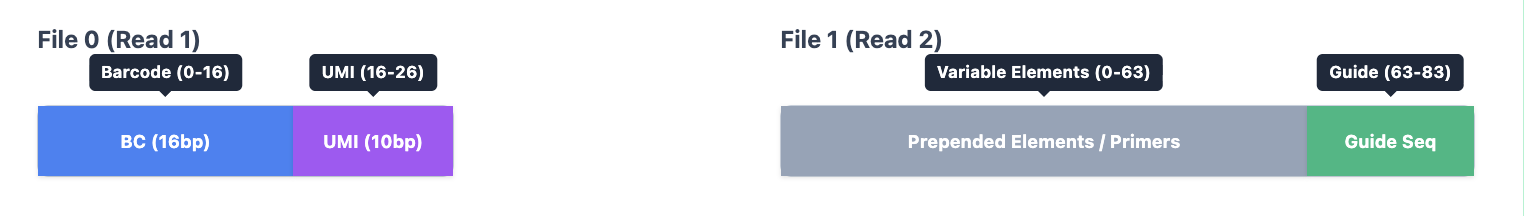 File 0 (Read 1)
Barcode (0-16)
UMI (16-26)
BC (16bp)
UMI (10bp)
File 1 (Read 2)
Variable Elements (0-63)
Guide (63-83)
Prepended Elements / Primers
Guide Seq